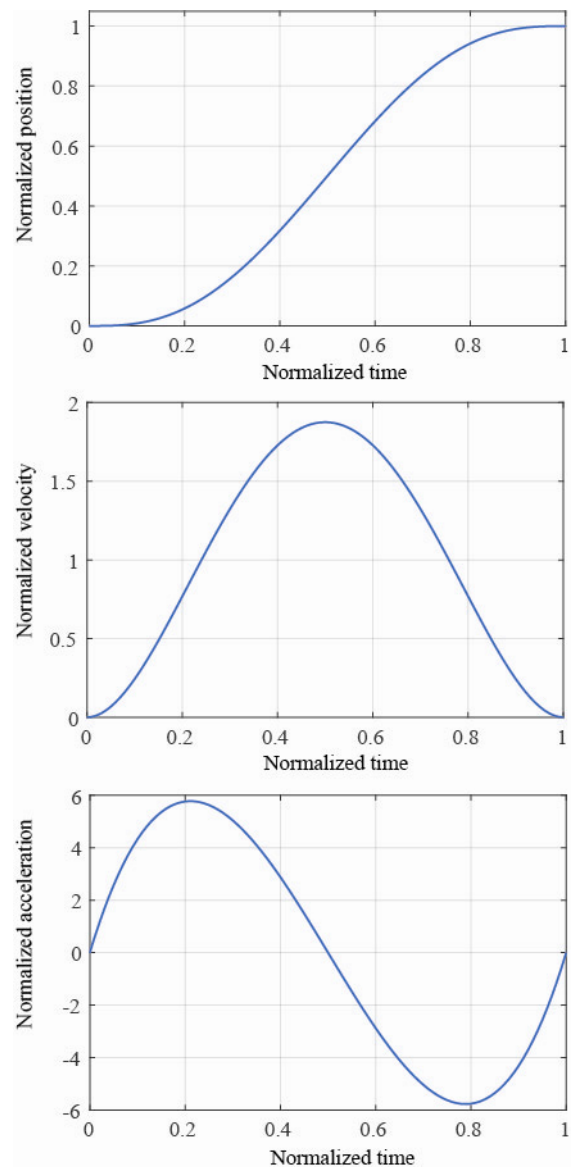 Normalized position
1
0.8
0.6
0.4
0.2
0
0 0.2 0.4 0.6 0.8 1
Normalized time
Normalized velocity
2
1.5
1
0.5
0
0 0.2 0.4 0.6 0.8 1
Normalized time
Normalized acceleration
6
4
2
0
-2
-4
-6
0 0.2 0.4 0.6 0.8 1
Normalized time